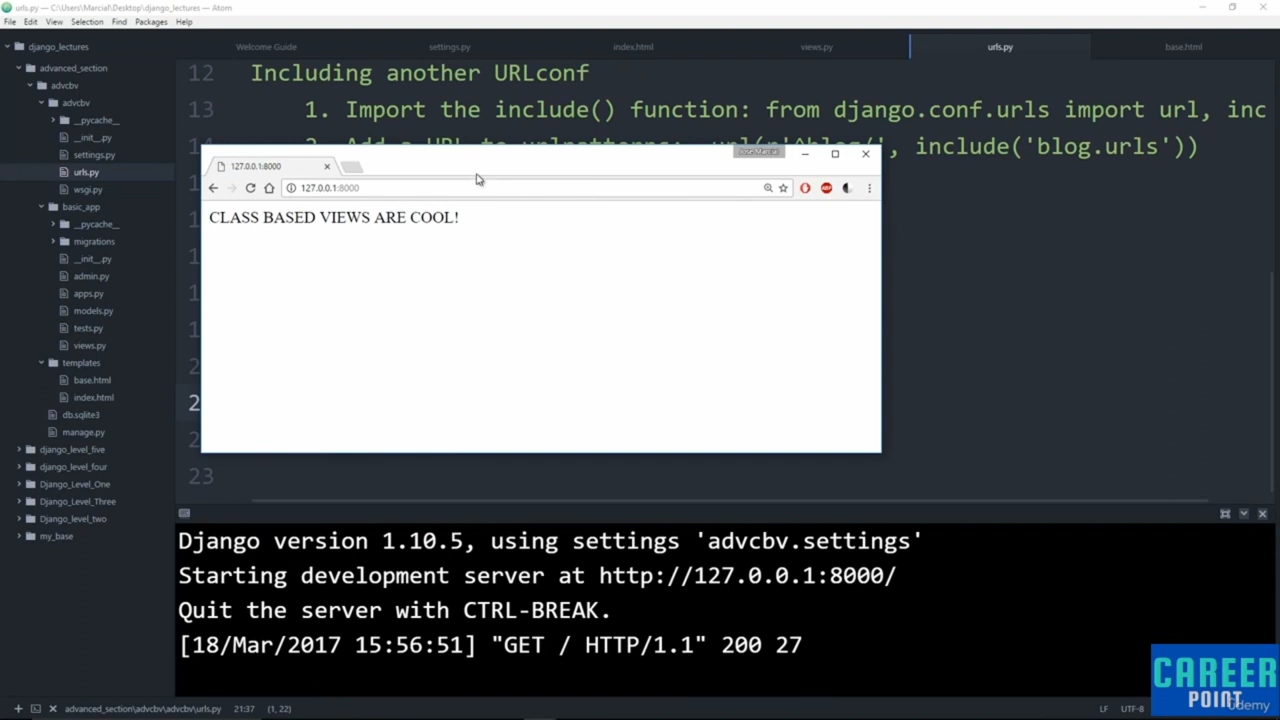 urls.py — C:\Users\Marcial\Desktop\django_lectures — Atom
File Edit View Selection Find Packages Help
django_lectures
advanced_section
advcbv
advcbv
__pycache__
__init__.py
settings.py
urls.py
wsgi.py
basic_app
__pycache__
migrations
__init__.py
admin.py
apps.py
models.py
tests.py
views.py
templates
base.html
index.html
db.sqlite3
manage.py
django_level_five
django_level_four
Django_Level_One
Django_Level_Three
Django_level_two
my_base
Welcome Guide settings.py index.html views.py urls.py base.html
12 Including another URLconf
13 1. Import the include() function: from django.conf.urls import url, inc
', include('blog.urls'))
23
Jose Marcial
127.0.0.1:8000
127.0.0.1:8000
ABP
CLASS BASED VIEWS ARE COOL!
Django version 1.10.5, using settings 'advcbv.settings'
Starting development server at http://127.0.0.1:8000/
Quit the server with CTRL-BREAK.
[18/Mar/2017 15:56:51] "GET / HTTP/1.1" 200 27
advanced_section\advcbv\advcbv\urls.py 21:37 (1, 22)
LF UTF-8
CAREER
POINT
Udemy